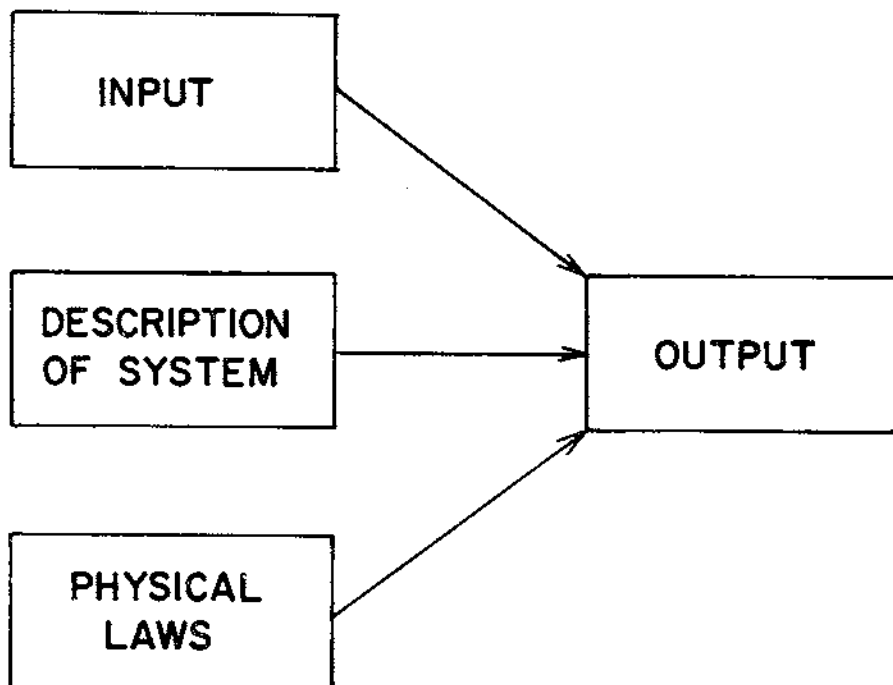 INPUT
DESCRIPTION
OF SYSTEM
OUTPUT
PHYSICAL
LAWS